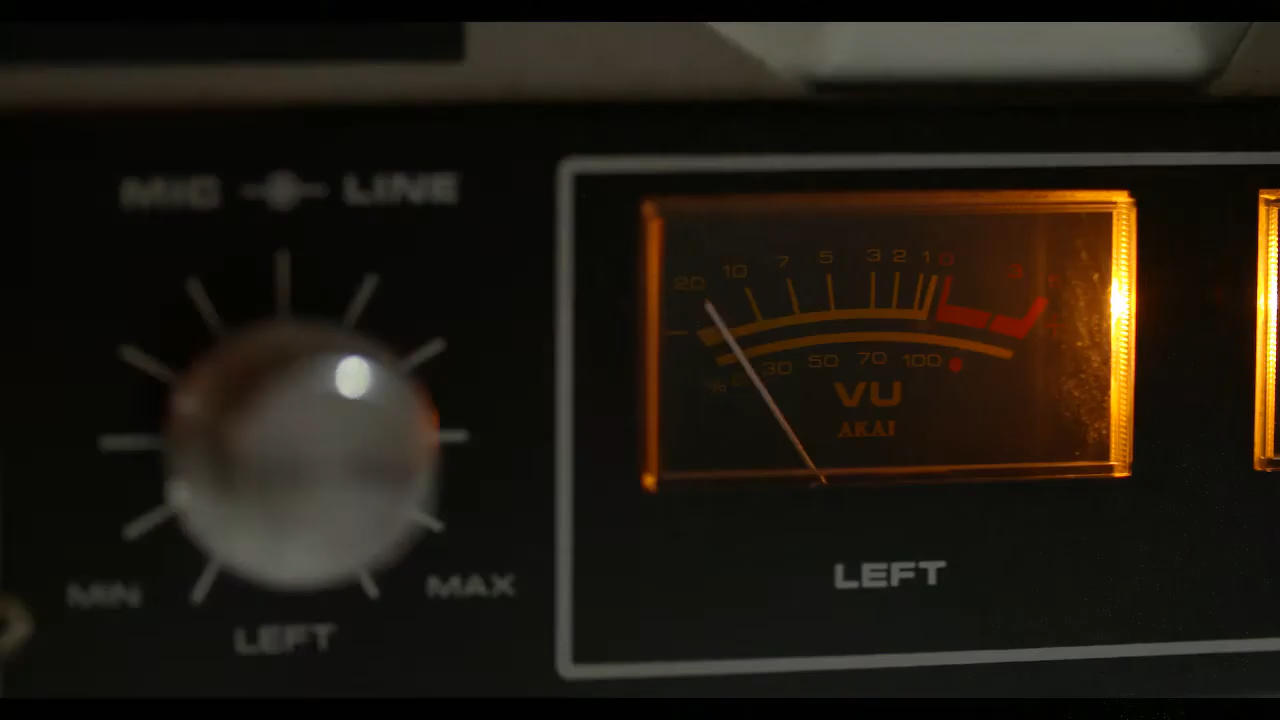 MIC LINE
MIN MAX
LEFT
20 10 7 5 3 2 1 0 3
% 30 50 70 100
VU
AKAI
LEFT